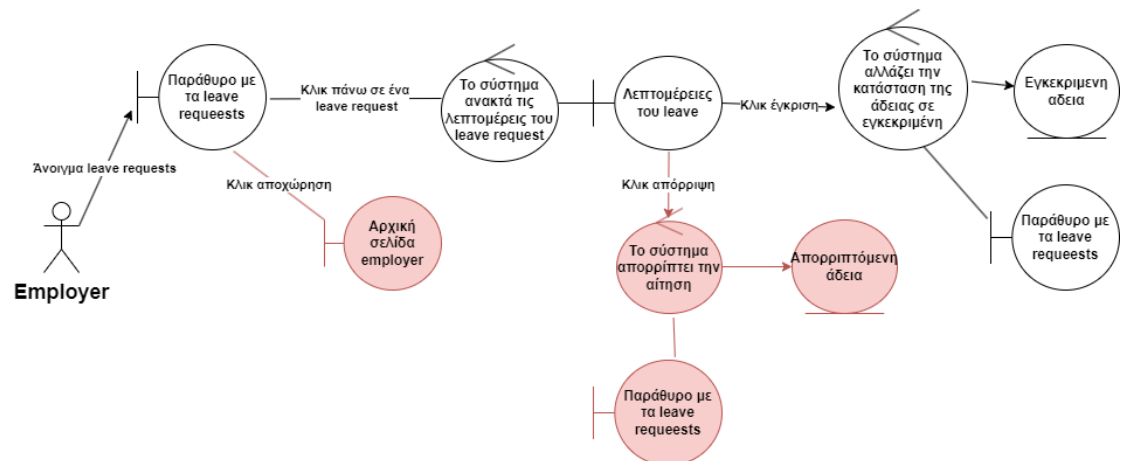 Παράθυρο με
τα leave
requeests
Κλικ πάνω σε ένα
leave request
Το σύστημα
ανακτά τις
λεπτομέρεις του
leave request
Λεπτομέρειες
του leave
Κλικ έγκριση
Το σύστημα
αλλάζει την
κατάσταση της
άδειας σε
εγκεκριμένη
Εγκεκριμενη
αδεια
Άνοιγμα leave requests
Κλικ αποχώρηση
Κλικ απόρριψη
Αρχική
σελίδα
employer
Το σύστημα
απορρίπτει την
αίτηση
Απορριπτόμενη
άδεια
Παράθυρο με
τα leave
requeests
Employer
Παράθυρο με
τα leave
requeests